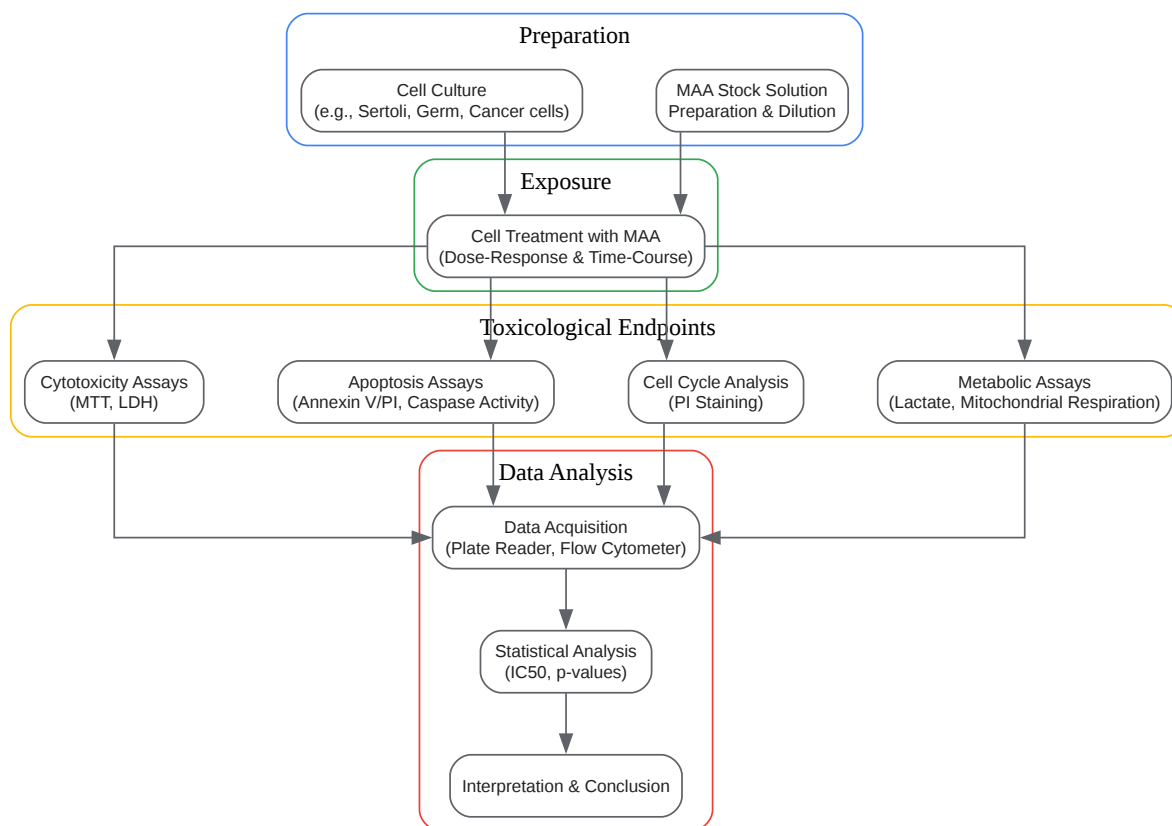 Preparation
Cell Culture
(e.g., Sertoli, Germ, Cancer cells)
MAA Stock Solution
Preparation & Dilution
Exposure
Cell Treatment with MAA
(Dose-Response & Time-Course)
Toxicological Endpoints
Cytotoxicity Assays
(MTT, LDH)
Apoptosis Assays
(Annexin V/PI, Caspase Activity)
Cell Cycle Analysis
(PI Staining)
Metabolic Assays
(Lactate, Mitochondrial Respiration)
Data Analysis
Data Acquisition
(Plate Reader, Flow Cytometer)
Statistical Analysis
(IC50, p-values)
Interpretation & Conclusion